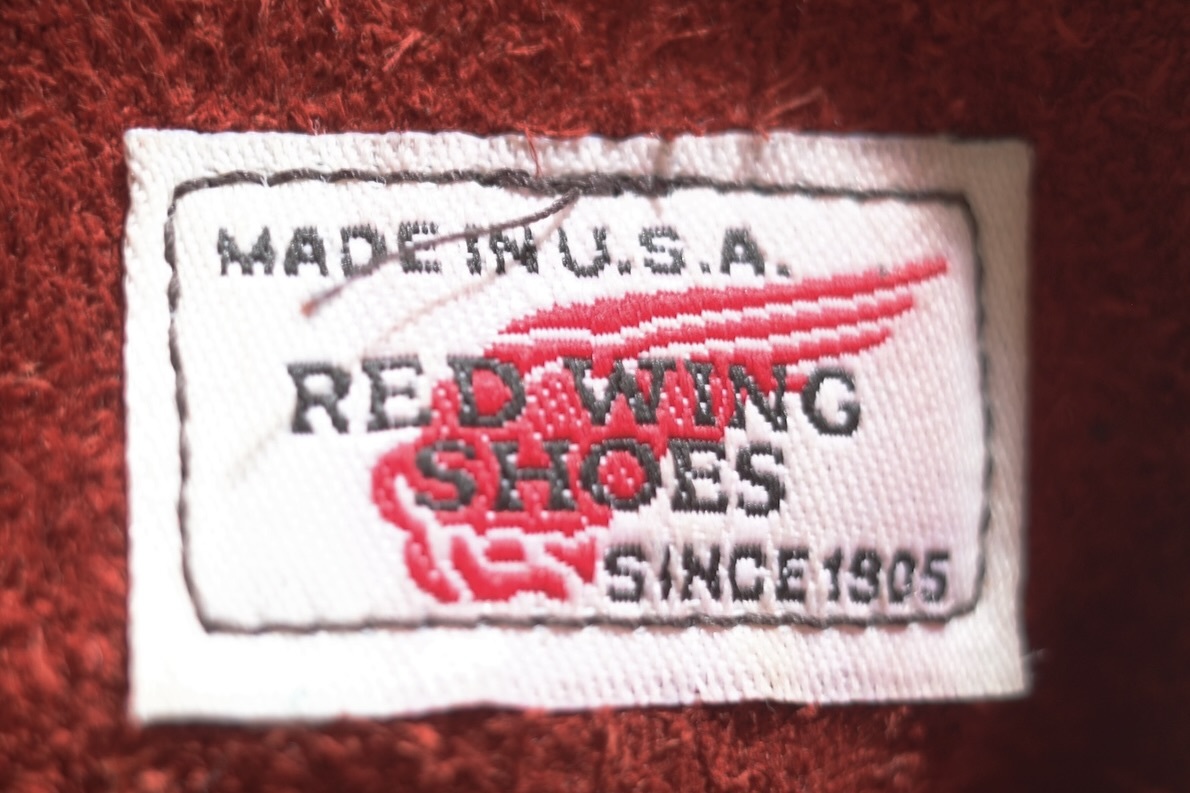 MADE IN U.S.A.
RED WING
SHOES
SINCE 1905